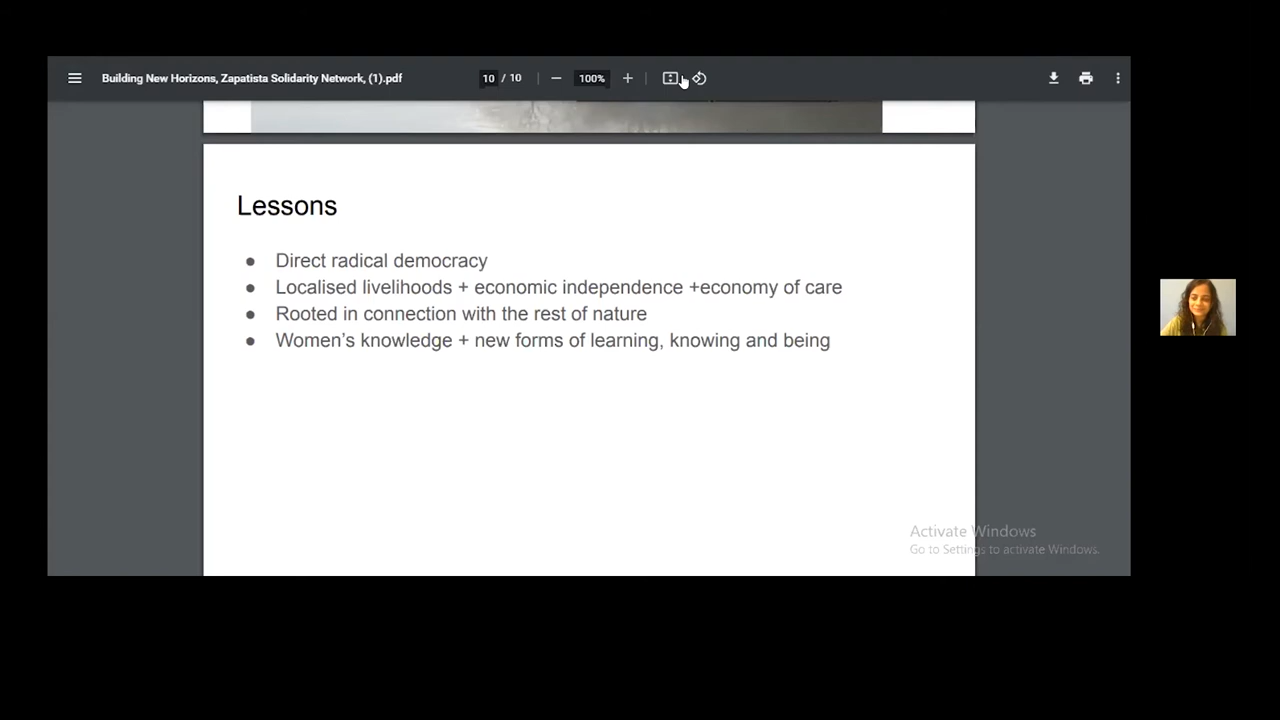 Building New Horizons, Zapatista Solidarity Network, (1).pdf
10 / 10
100%
Lessons
● Direct radical democracy
● Localised livelihoods + economic independence +economy of care
● Rooted in connection with the rest of nature
● Women’s knowledge + new forms of learning, knowing and being
Activate Windows
Go to Settings to activate Windows.